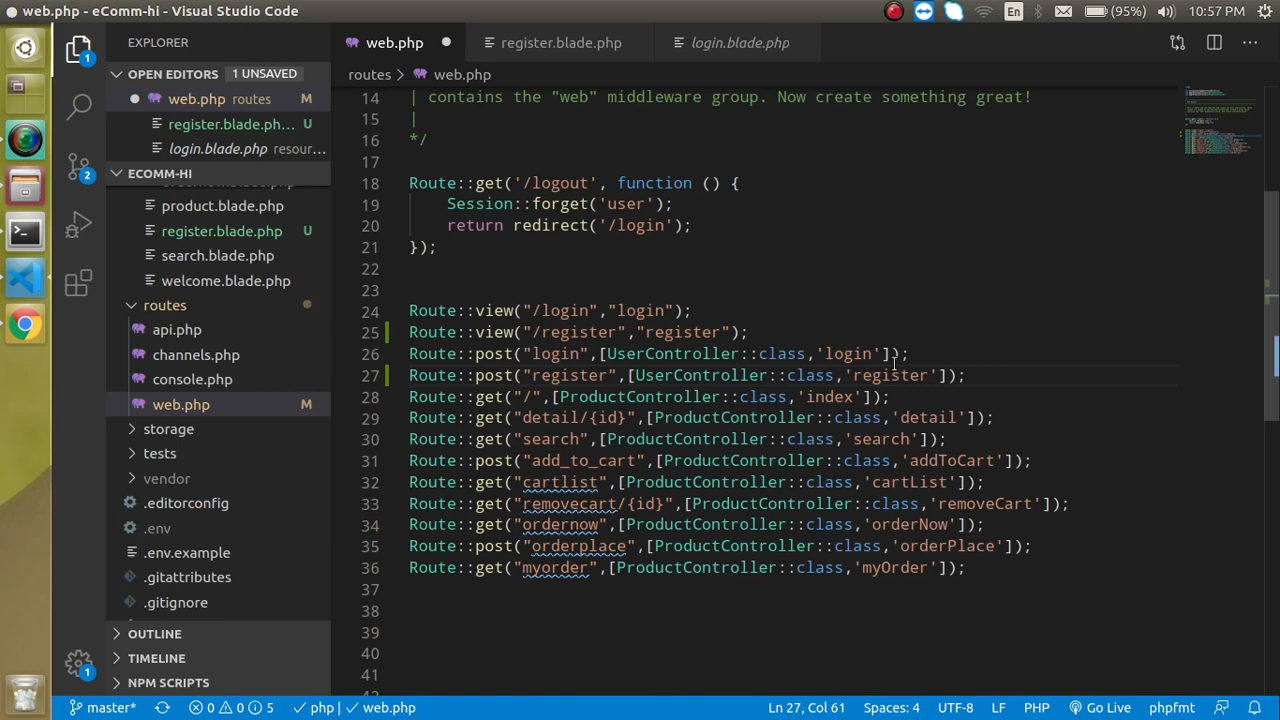 web.php - eComm-hi - Visual Studio Code
En
(95%)
10:57 PM
1
2
1
EXPLORER
OPEN EDITORS 1 UNSAVED
web.php routes M
register.blade.ph... U
login.blade.php resour...
ECOMM-HI
product.blade.php
register.blade.php U
search.blade.php
welcome.blade.php
routes
api.php
channels.php
console.php
web.php M
storage
tests
vendor
.editorconfig
.env
.env.example
.gitattributes
.gitignore
OUTLINE
TIMELINE
NPM SCRIPTS
web.php
register.blade.php
login.blade.php
routes > web.php
14 | contains the "web" middleware group. Now create something great!
15 |
16 */
17
18 Route::get('/logout', function () {
19 Session::forget('user');
20 return redirect('/login');
21 });
22
23
24 Route::view("/login","login");
25 Route::view("/register","register");
26 Route::post("login",[UserController::class,'login']);
27 Route::post("register",[UserController::class,'register']);
28 Route::get("/",[ProductController::class,'index']);
29 Route::get("detail/{id}",[ProductController::class,'detail']);
30 Route::get("search",[ProductController::class,'search']);
31 Route::post("add_to_cart",[ProductController::class,'addToCart']);
32 Route::get("cartlist",[ProductController::class,'cartList']);
33 Route::get("removecart/{id}",[ProductController::class,'removeCart']);
34 Route::get("ordernow",[ProductController::class,'orderNow']);
35 Route::post("orderplace",[ProductController::class,'orderPlace']);
36 Route::get("myorder",[ProductController::class,'myOrder']);
37
38
39
40
41
master* 0 0 5 php | web.php Ln 27, Col 61 Spaces: 4 UTF-8 LF PHP Go Live phpfmt